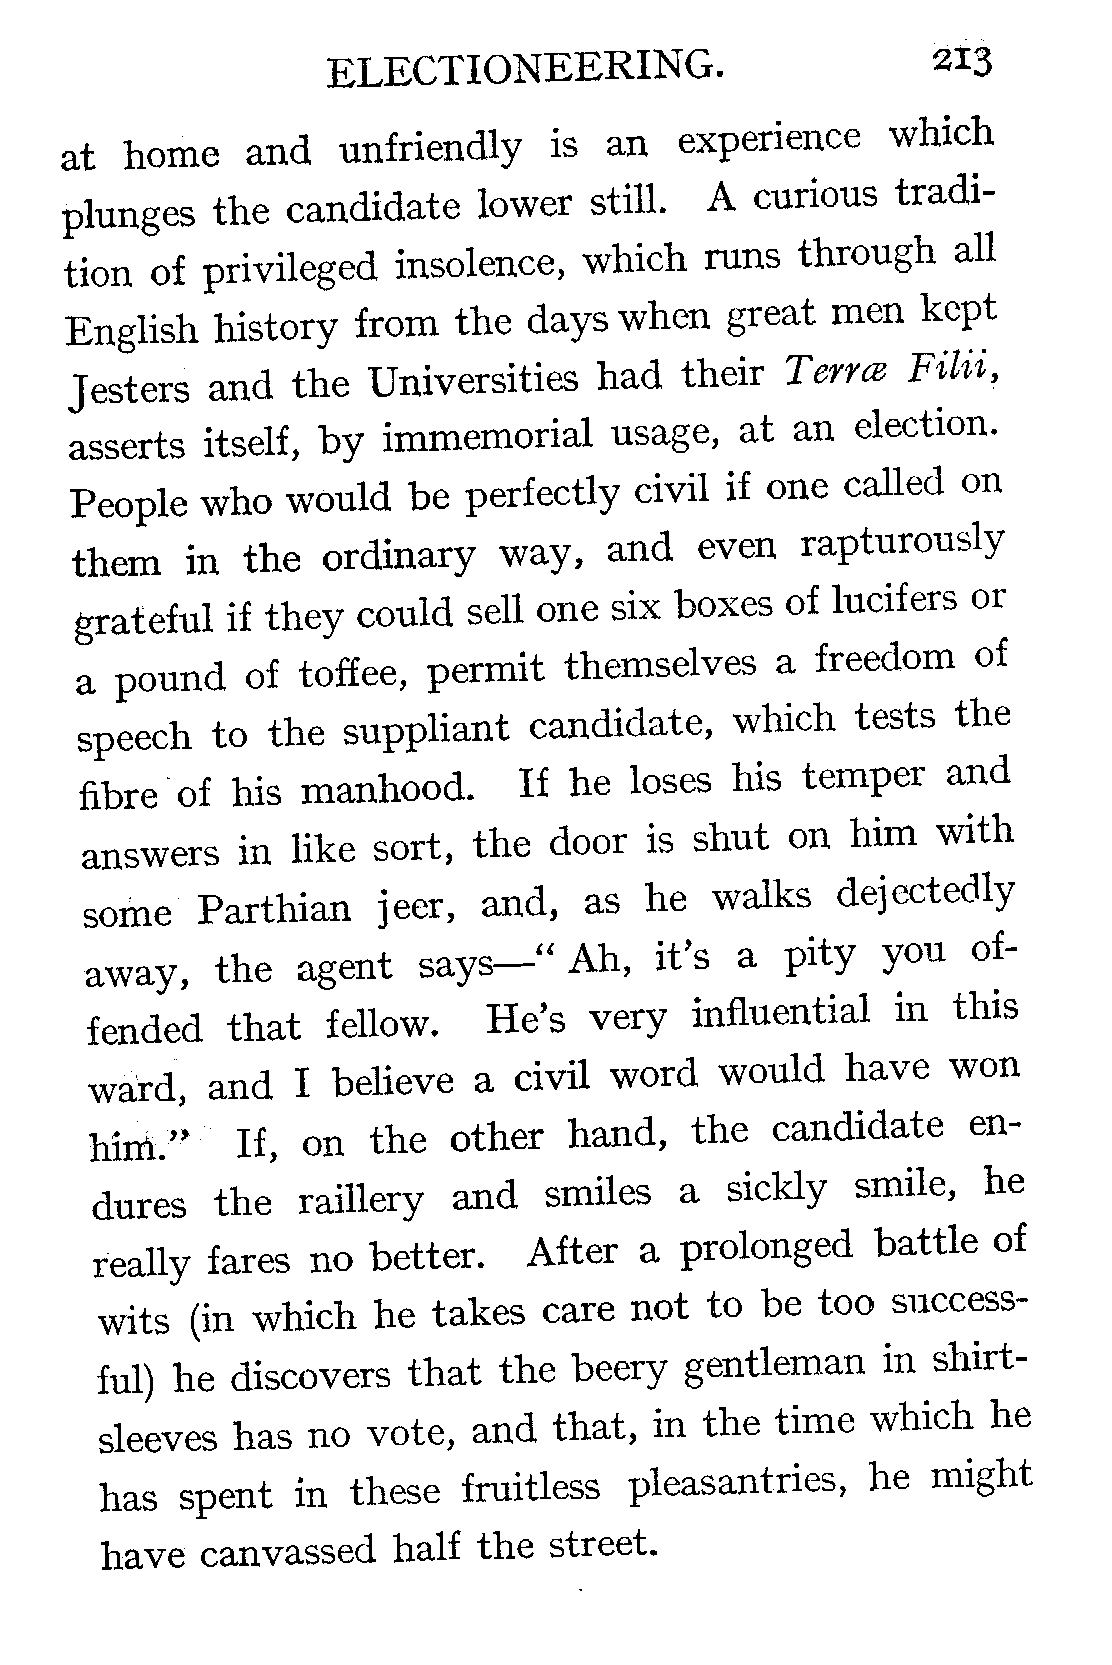 ELECTIONEERING. 213
at home and unfriendly is an experience which
plunges the candidate lower still. A curious tradi-
tion of privileged insolence, which runs through all
English history from the days when great men kept
Jesters and the Universities had their Terræ Filii,
asserts itself, by immemorial usage, at an election.
People who would be perfectly civil if one called on
them in the ordinary way, and even rapturously
grateful if they could sell one six boxes of lucifers or
a pound of toffee, permit themselves a freedom of
speech to the suppliant candidate, which tests the
fibre of his manhood. If he loses his temper and
answers in like sort, the door is shut on him with
some Parthian jeer, and, as he walks dejectedly
away, the agent says—“ Ah, it’s a pity you of-
fended that fellow. He’s very influential in this
ward, and I believe a civil word would have won
him.” If, on the other hand, the candidate en-
dures the raillery and smiles a sickly smile, he
really fares no better. After a prolonged battle of
wits (in which he takes care not to be too success-
ful) he discovers that the beery gentleman in shirt-
sleeves has no vote, and that, in the time which he
has spent in these fruitless pleasantries, he might
have canvassed half the street.